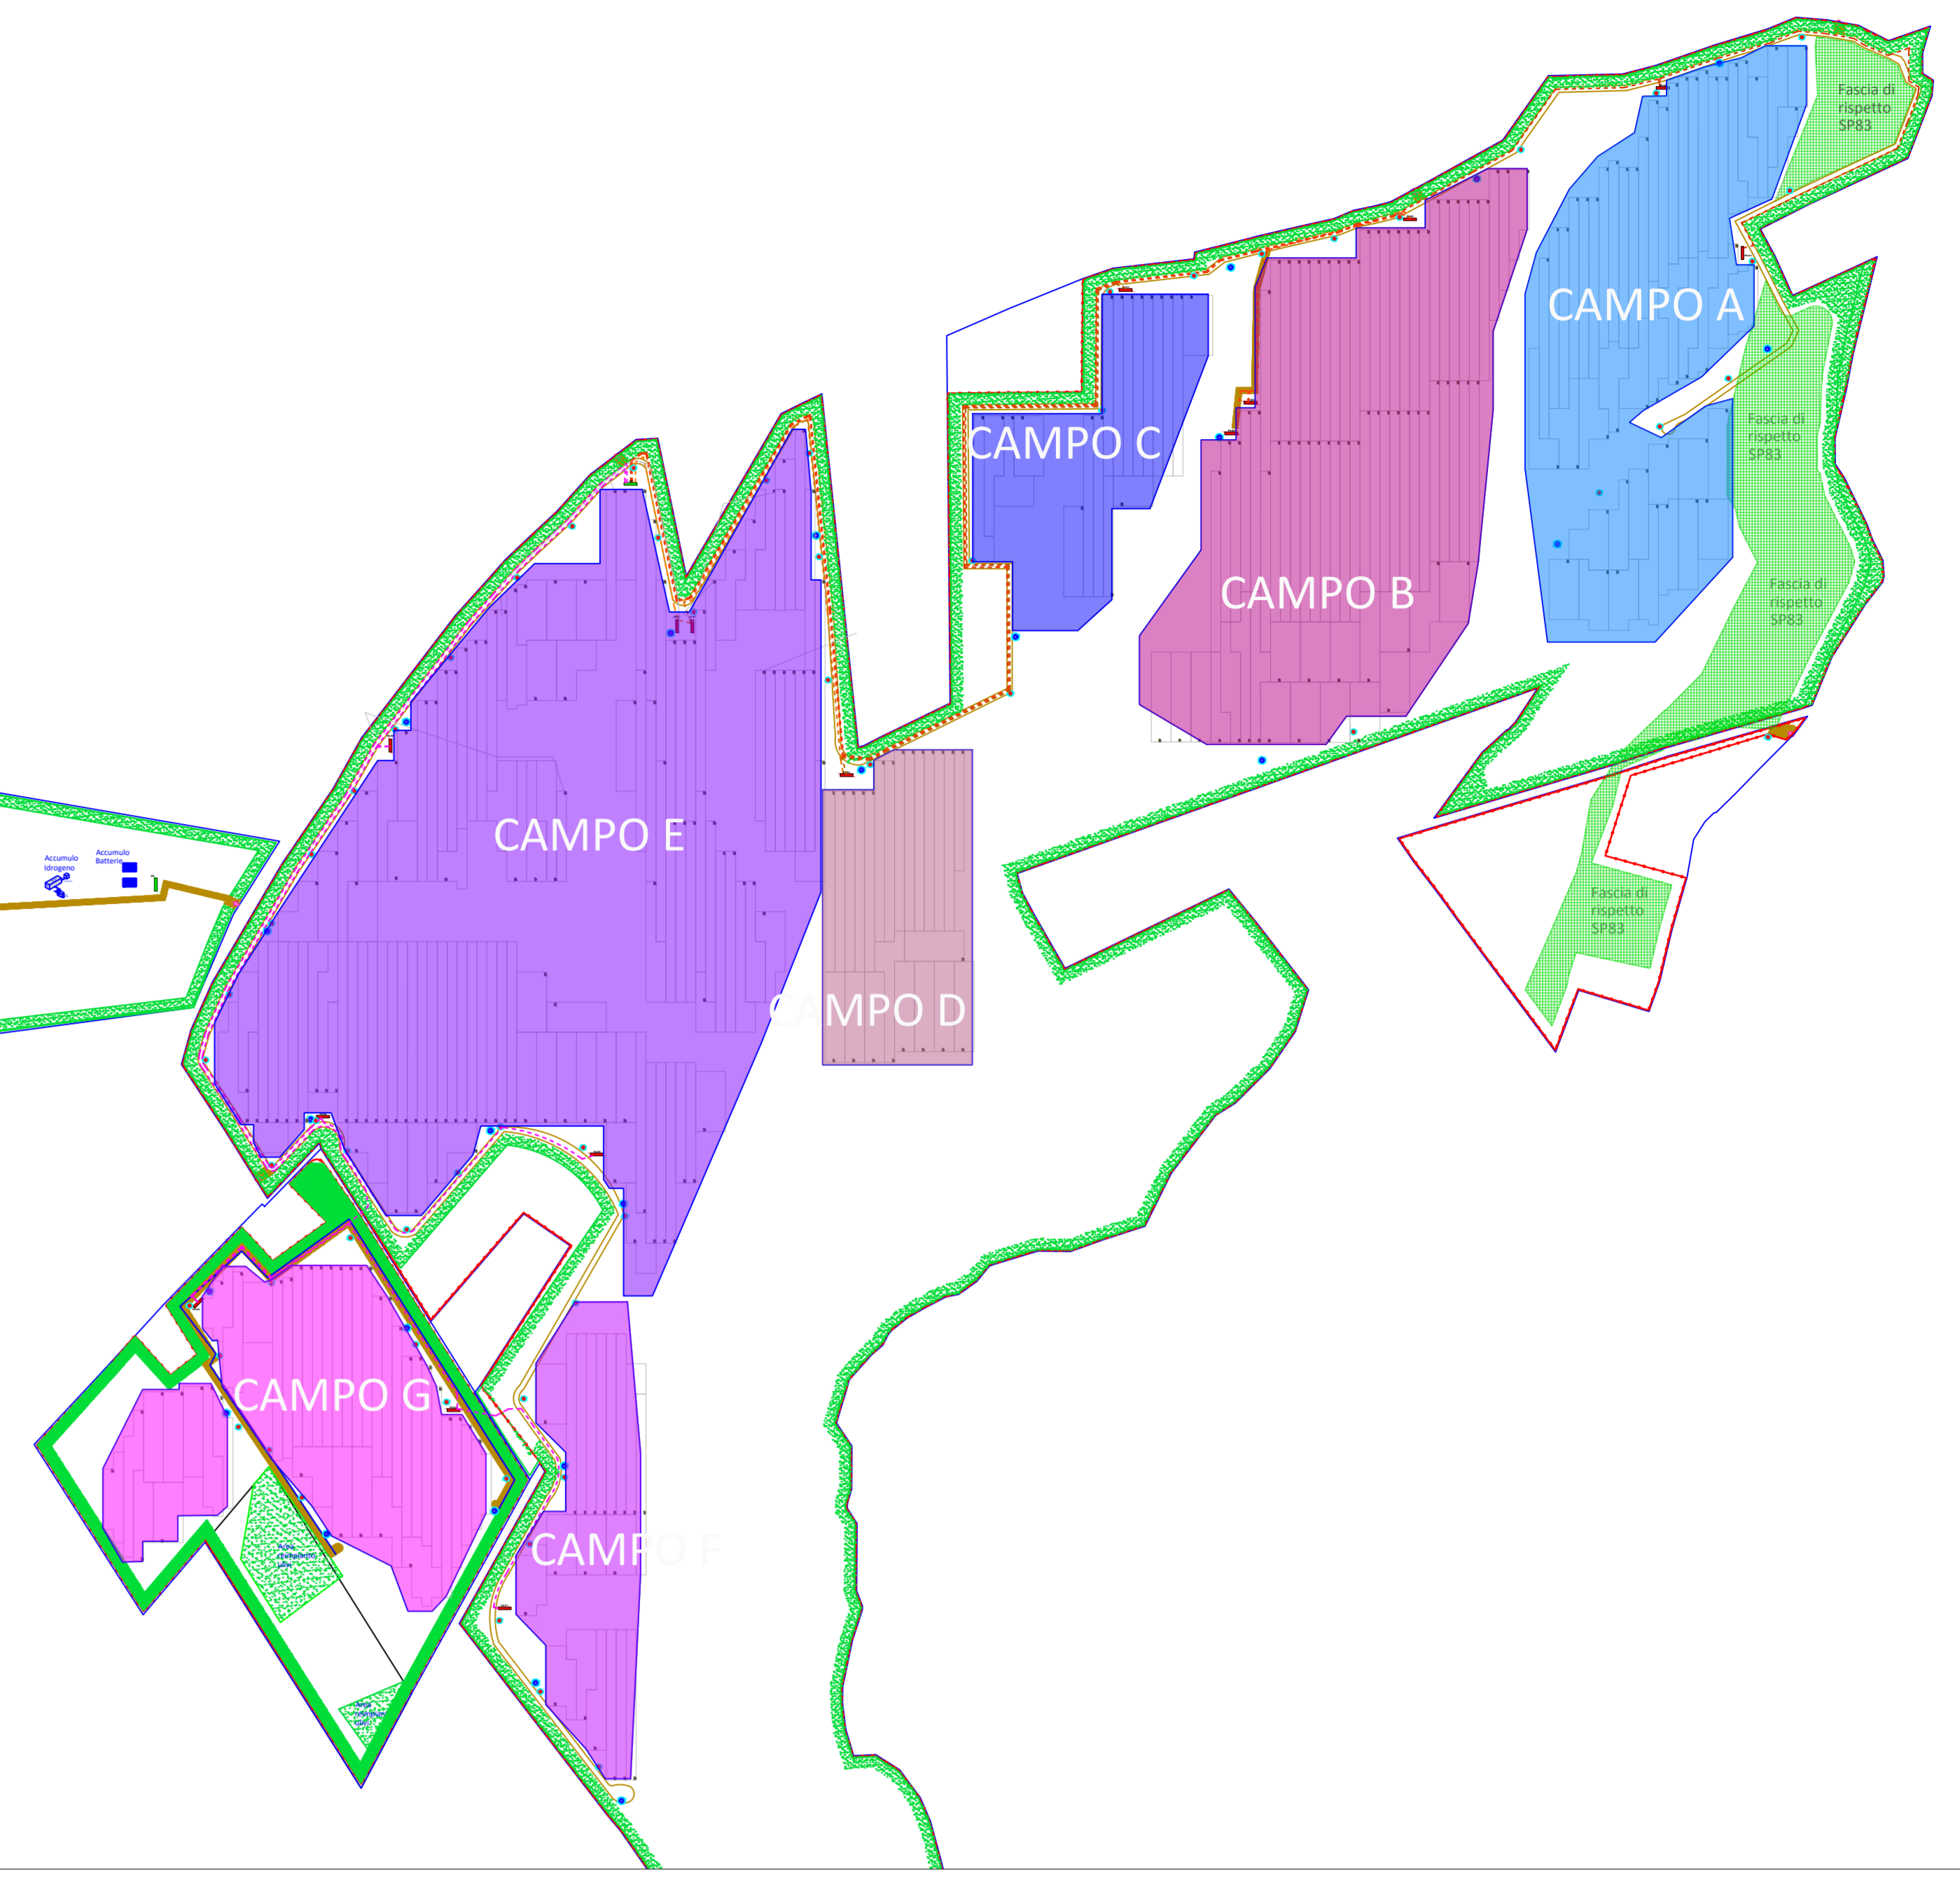 Fascia di
rispetto
SP83
CAMPO A
Fascia di
rispetto
SP83
CAMPO C
CAMPO B
Fascia di
rispetto
SP83
CAMPO E
Accumulo
Idrogeno
Accumulo
Batterie
Fascia di
rispetto
SP83
CAMPO D
CAMPO G
CAMPO F
Area